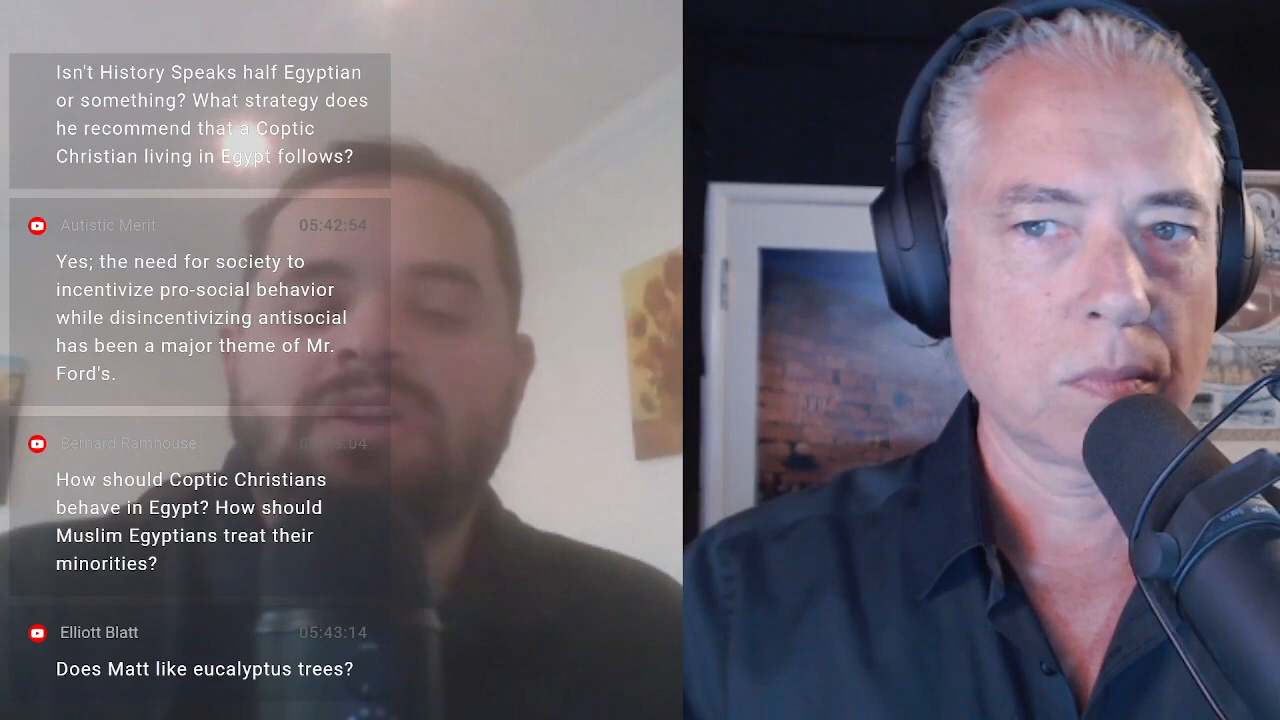 Isn't History Speaks half Egyptian
or something? What strategy does
he recommend that a Coptic
Christian living in Egypt follows?
Autistic Merit 05:42:54
Yes; the need for society to
incentivize pro-social behavior
while disincentivizing antisocial
has been a major theme of Mr.
Ford's.
Bernard Ramhouse
How should Coptic Christians
behave in Egypt? How should
Muslim Egyptians treat their
minorities?
Elliott Blatt 05:43:14
Does Matt like eucalyptus trees?